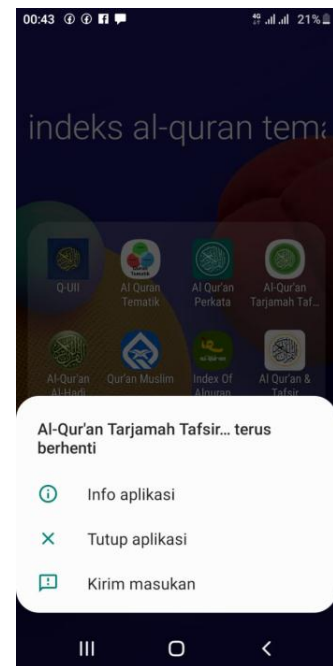 00:43
4G
21%
indeks al-quran tema
Q-UII
Al Quran
Tematik
Al Qur'an
Perkata
Al-Qur'an
Tarjamah Taf...
Al-Qur'an
Al Hadi
Qur'an Muslim
Index Of
Alquran
Al Qur'an &
Tafsir
Al-Qur'an Tarjamah Tafsir... terus
berhenti
Info aplikasi
Tutup aplikasi
Kirim masukan